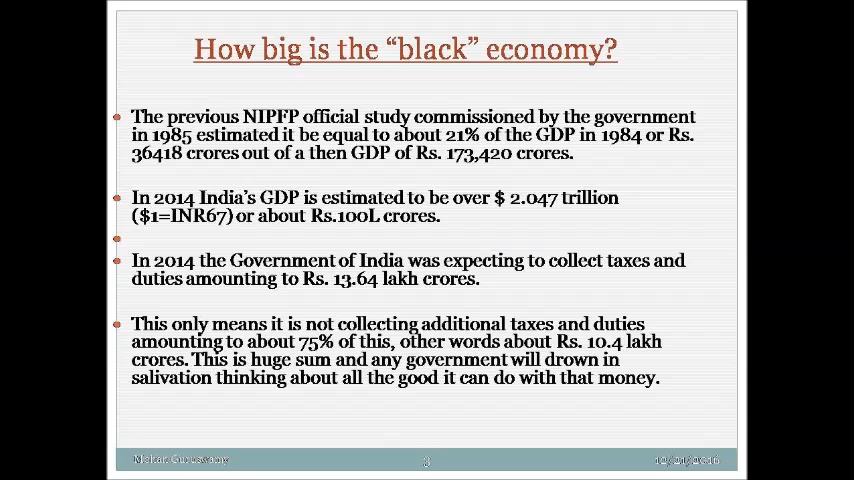 How big is the “black” economy?
The previous NIPFP official study commissioned by the government
in 1985 estimated it be equal to about 21% of the GDP in 1984 or Rs.
36418 crores out of a then GDP of Rs. 173,420 crores.
In 2014 India’s GDP is estimated to be over $ 2.047 trillion
($1=INR67) or about Rs.100L crores.
In 2014 the Government of India was expecting to collect taxes and
duties amounting to Rs. 13.64 lakh crores.
This only means it is not collecting additional taxes and duties
amounting to about 75% of this, other words about Rs. 10.4 lakh
crores. This is huge sum and any government will drown in
salivation thinking about all the good it can do with that money.
Mohan Guruswamy 3 12/21/2016